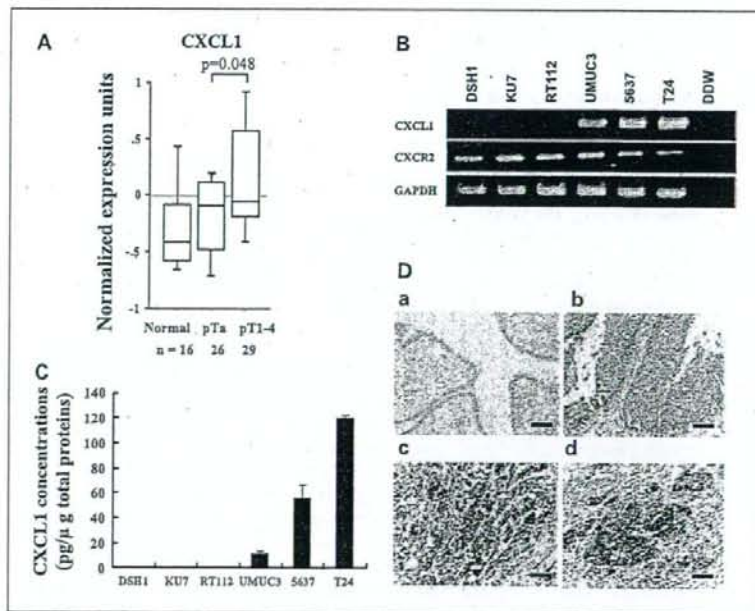 A
CXCL1
p=0.048
Normalized expression units
1
.5
0
-.5
-1
Normal pTa pT1-4
n = 16 26 29
B
DSH1 KU7 RT112 UMUC3 5637 T24 DDW
CXCL1
CXCR2
GAPDH
C
CXCL1 concentrations
(pg/μg total proteins)
140
120
100
80
60
40
20
0
DSH1 KU7 RT112 UMUC3 5637 T24
D
a b
c d